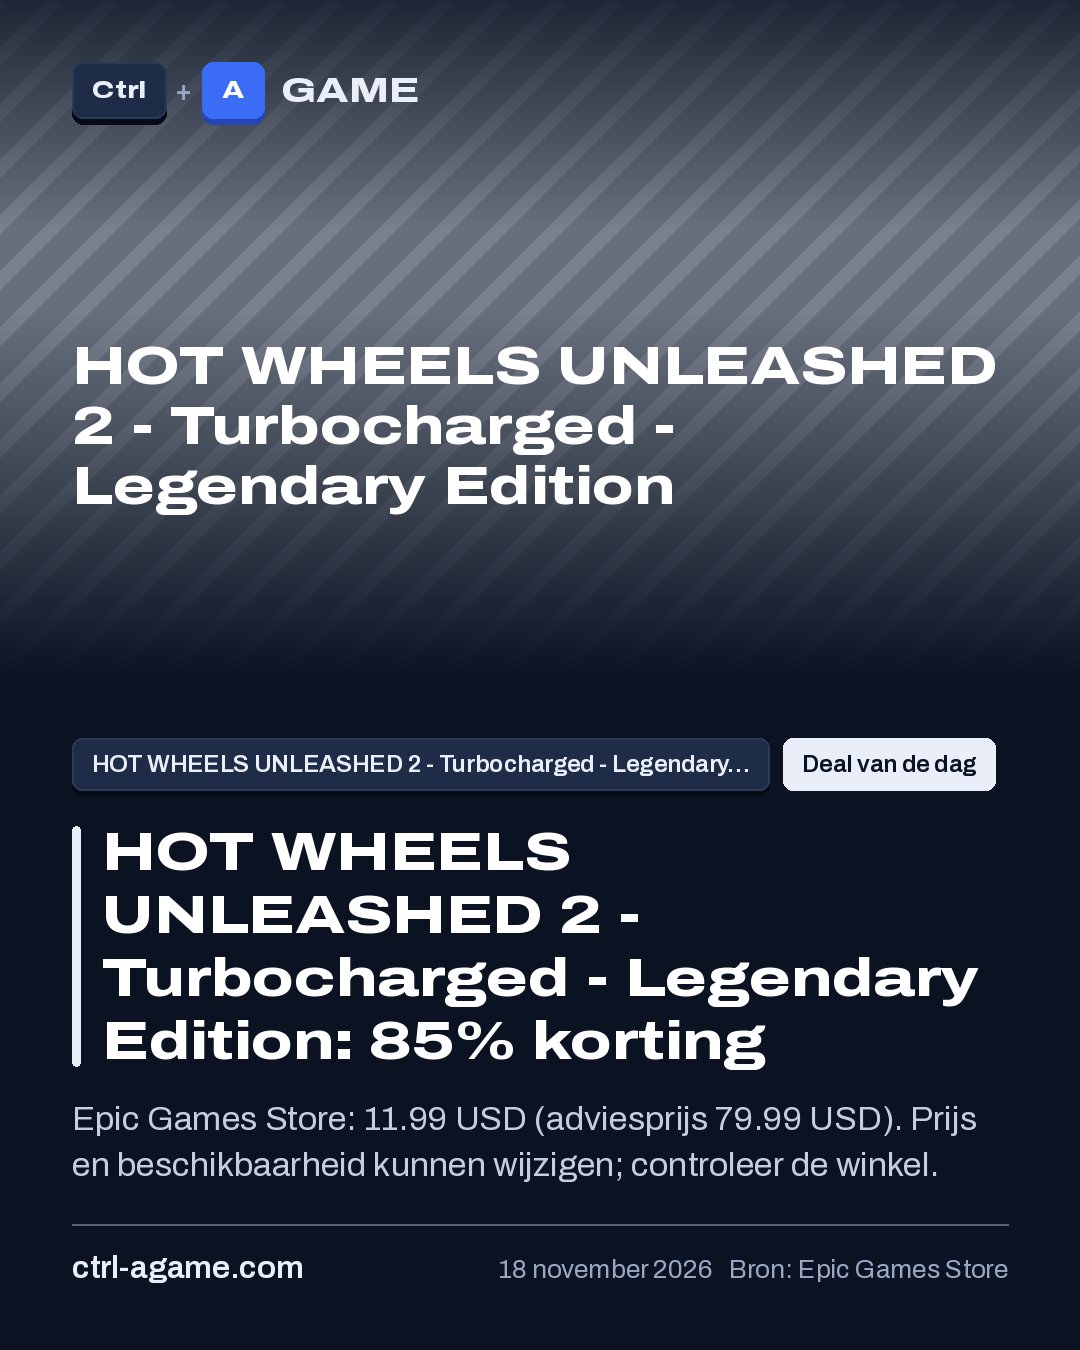 Ctrl + A GAME
HOT WHEELS UNLEASHED
2 - Turbocharged -
Legendary Edition
HOT WHEELS UNLEASHED 2 - Turbocharged - Legendary... Deal van de dag
HOT WHEELS
UNLEASHED 2 -
Turbocharged - Legendary
Edition: 85% korting
Epic Games Store: 11.99 USD (adviesprijs 79.99 USD). Prijs
en beschikbaarheid kunnen wijzigen; controleer de winkel.
ctrl-agame.com 18 november 2026 Bron: Epic Games Store